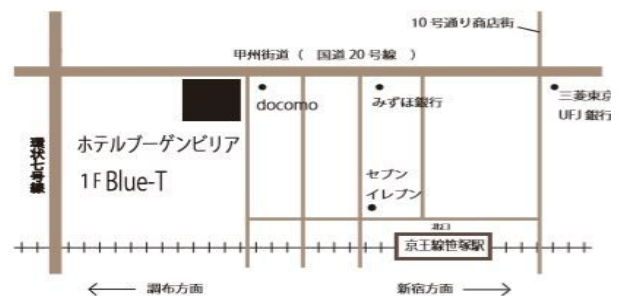 10号通り商店街
甲州街道 ( 国道20号線 )
docomo
みずほ銀行
三菱東京
UFJ銀行
環状七号線
ホテルブーゲンビリア
1F Blue-T
セブン
イレブン
北口
京王線笹塚駅
← 調布方面
新宿方面 →